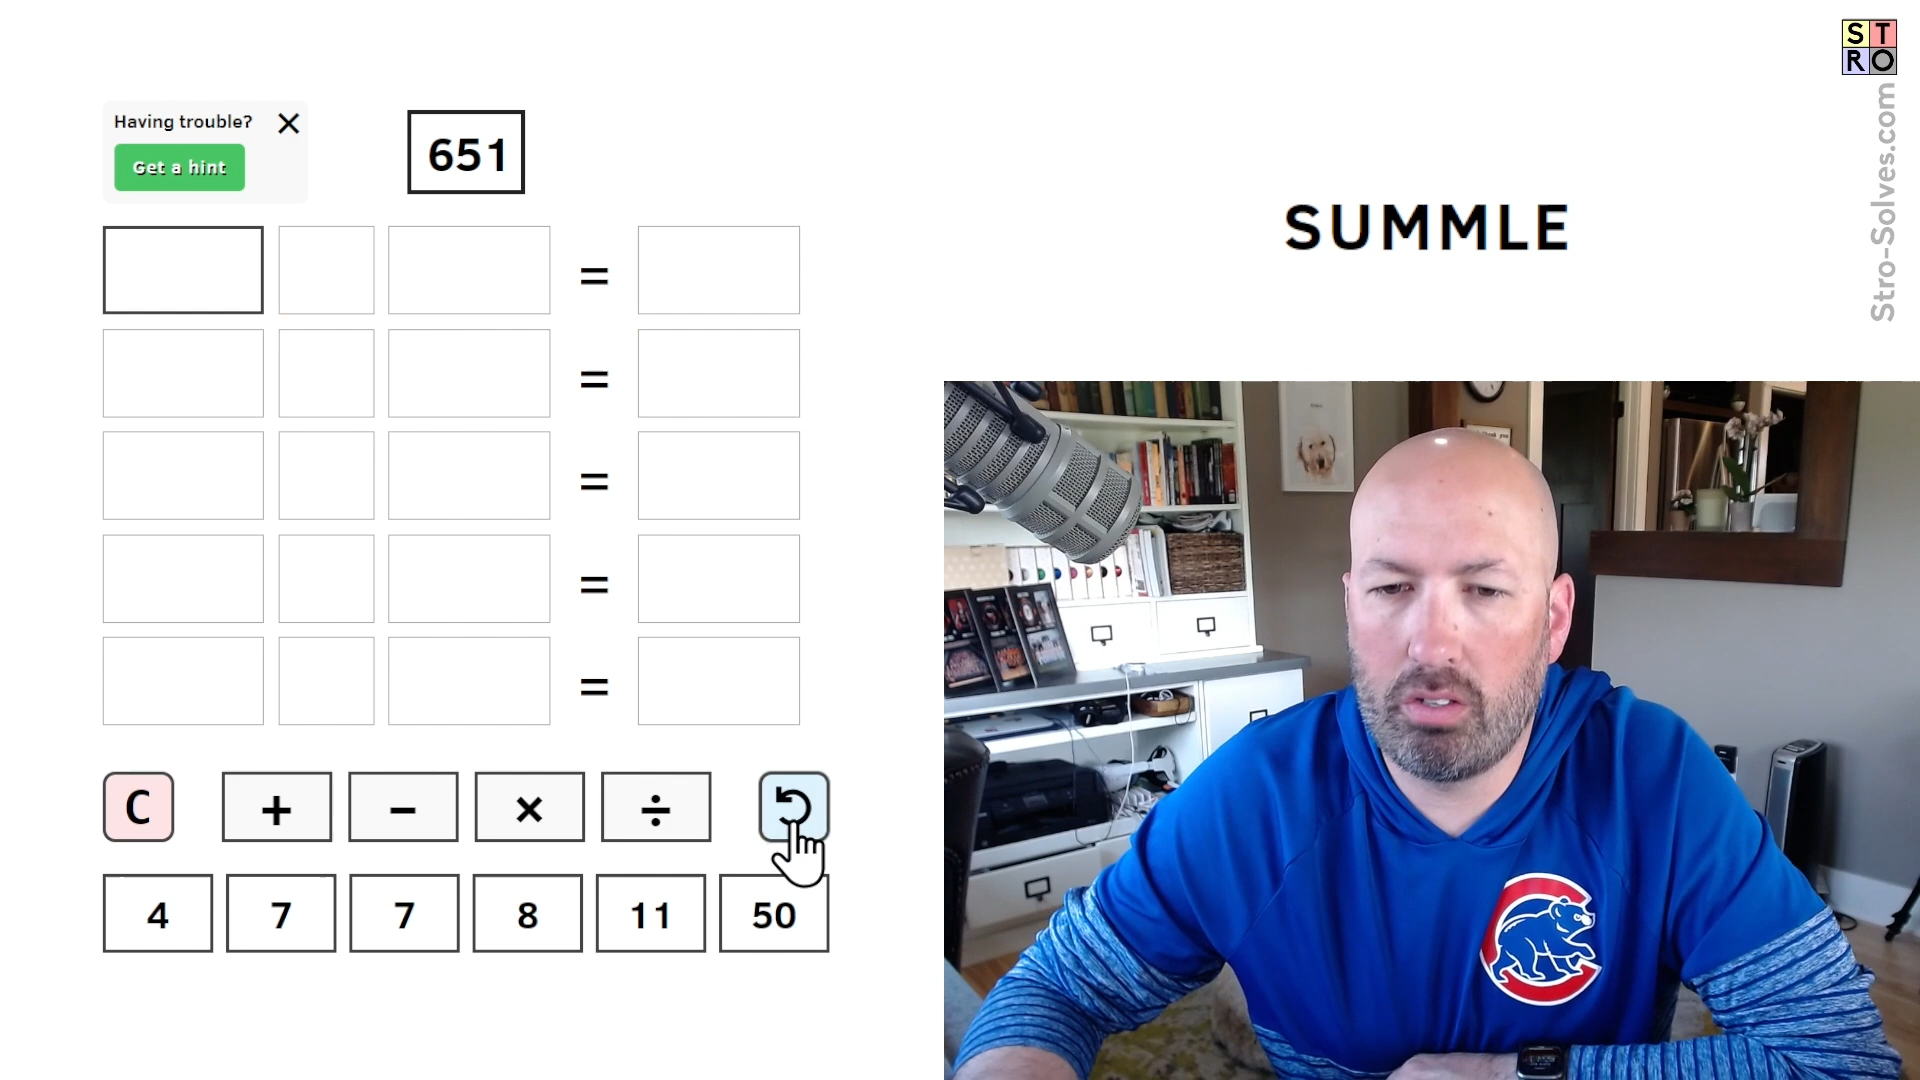 Having trouble?
Get a hint
651
=
=
=
=
=
C + − × ÷
4 7 7 8 11 50
SUMMLE
S T
R O
Stro-Solves.com